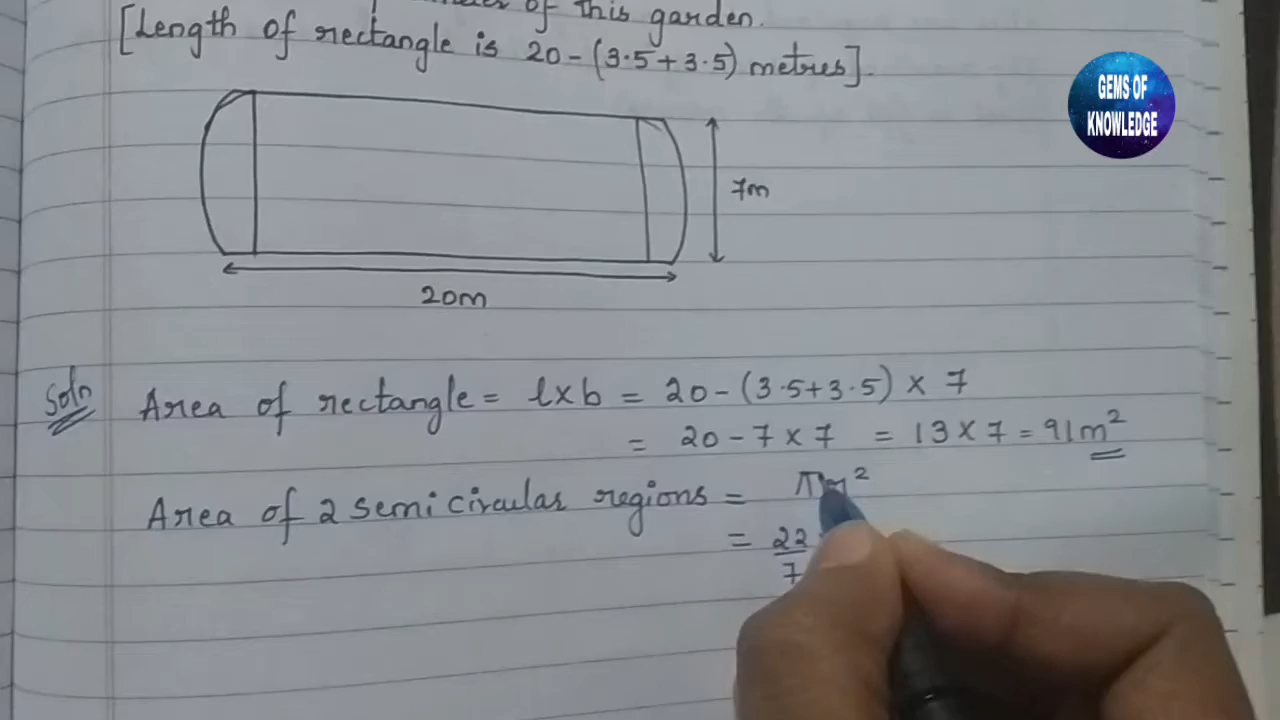 of this garden.
[Length of rectangle is 20 - (3.5 + 3.5) metres].
GEMS OF
KNOWLEDGE
7m
20m
Soln Area of rectangle = l x b = 20 - (3.5+3.5) x 7
= 20 - 7 x 7 = 13 x 7 = 91m²
Area of 2 semicircular regions = πr²
= 22/7